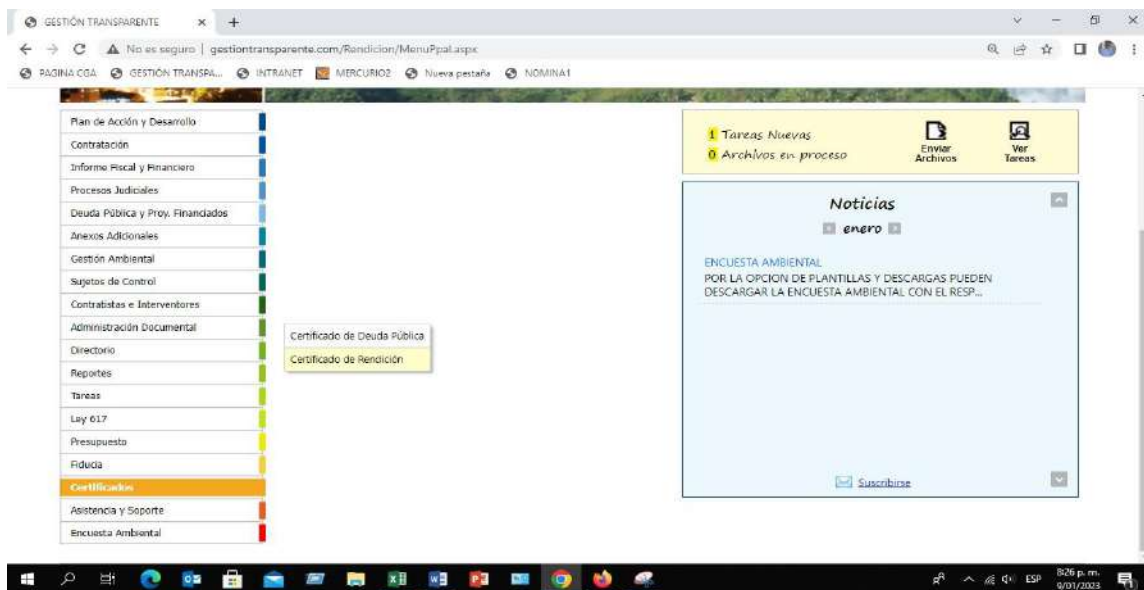 GESTIÓN TRANSPARENTE
No es seguro | gestiontransparente.com/Rendicion/MenuPpal.aspx
PAGINA CGA GESTIÓN TRANSPA... INTRANET MERCURIO2 Nueva pestaña NOMINA1
Plan de Acción y Desarrollo
Contratación
Informe Fiscal y Financiero
Procesos Judiciales
Deuda Pública y Proy. Financiados
Anexos Adicionales
Gestión Ambiental
Sujetos de Control
Contratistas e Interventores
Administración Documental
Directorio
Reportes
Tareas
Ley 617
Presupuesto
Fiducia
Certificados
Asistencia y Soporte
Encuesta Ambiental
Certificado de Deuda Pública
Certificado de Rendición
1 Tareas Nuevas
0 Archivos en proceso
Enviar
Archivos
Ver
Tareas
Noticias
enero
ENCUESTA AMBIENTAL
POR LA OPCION DE PLANTILLAS Y DESCARGAS PUEDEN
DESCARGAR LA ENCUESTA AMBIENTAL CON EL RESP...
Suscribirse
ESP
8:26 p. m.
9/01/2023